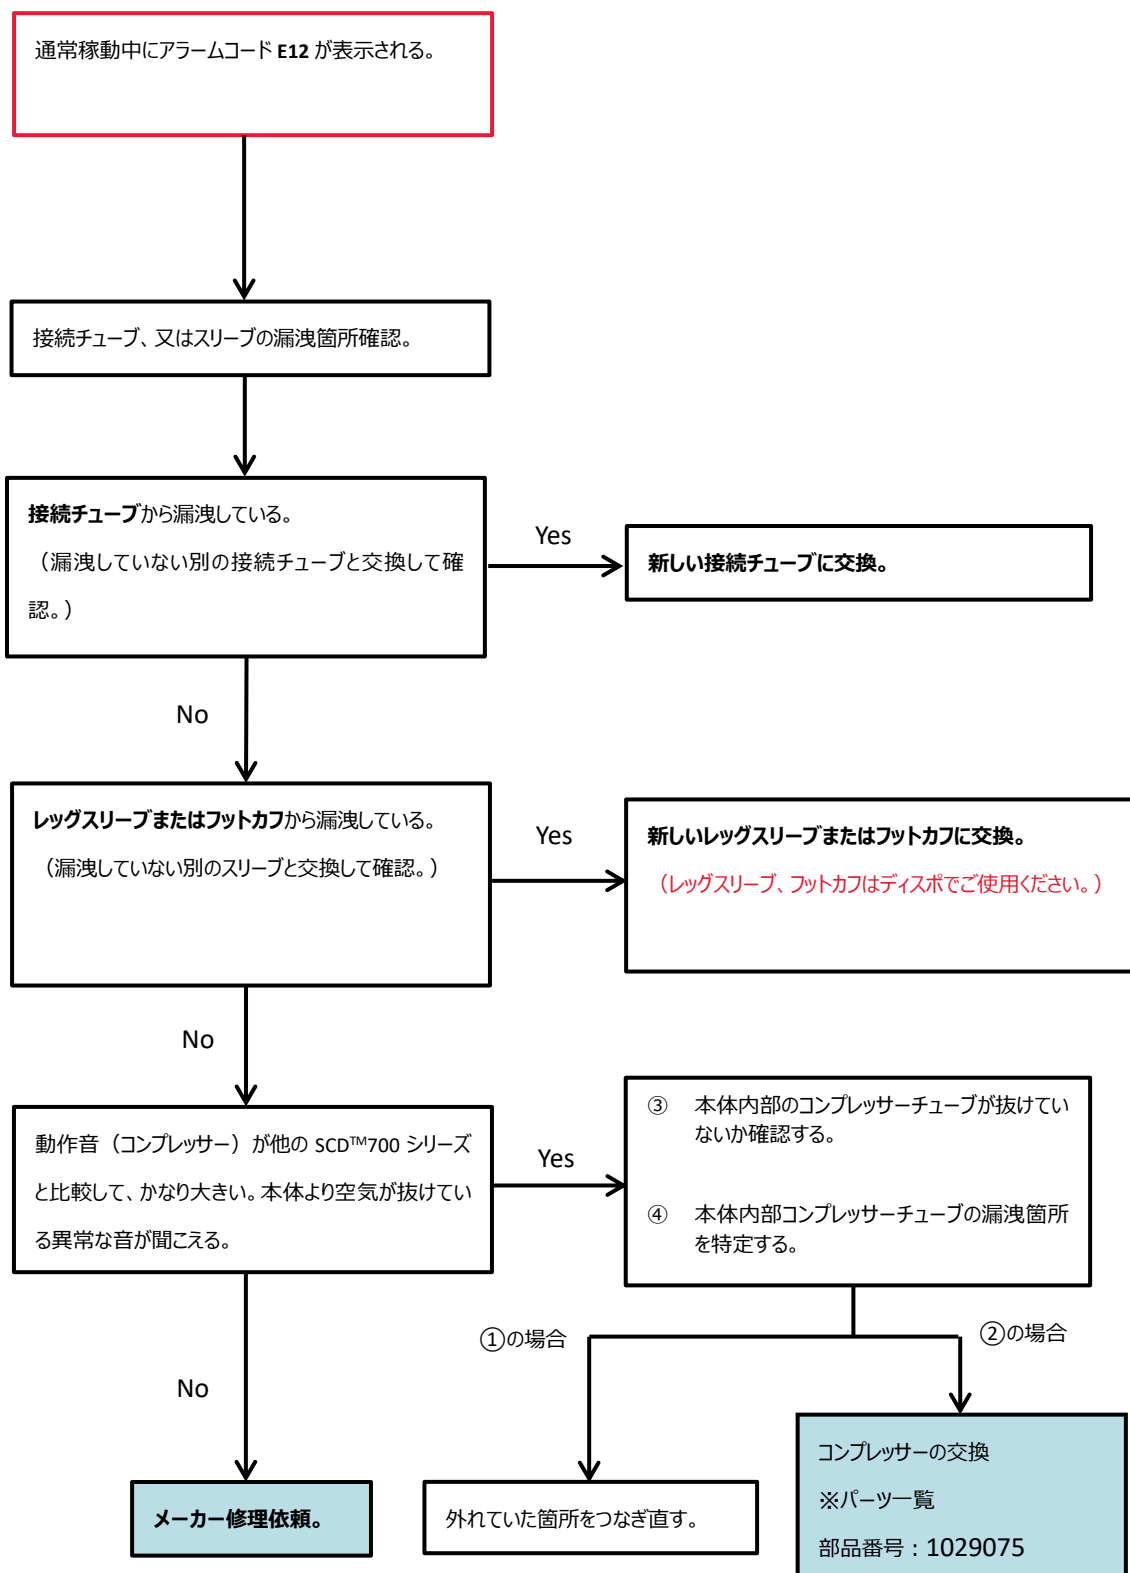 通常稼動中にアラームコード E12 が表示される。
接続チューブ、又はスリーブの漏洩箇所確認。
接続チューブから漏洩している。
（漏洩していない別の接続チューブと交換して確
認。）
Yes
新しい接続チューブに交換。
No
レッグスリーブまたはフットカフから漏洩している。
（漏洩していない別のスリーブと交換して確認。）
Yes
新しいレッグスリーブまたはフットカフに交換。
（レッグスリーブ、フットカフはディスポでご使用ください。）
No
動作音（コンプレッサー）が他の SCD™700 シリーズ
と比較して、かなり大きい。本体より空気が抜けてい
る異常な音が聞こえる。
Yes
③ 本体内部のコンプレッサーチューブが抜けてい
ないか確認する。
④ 本体内部コンプレッサーチューブの漏洩箇所
を特定する。
①の場合
②の場合
No
メーカー修理依頼。
外れていた箇所をつなぎ直す。
コンプレッサーの交換
※パーツ一覧
部品番号：1029075